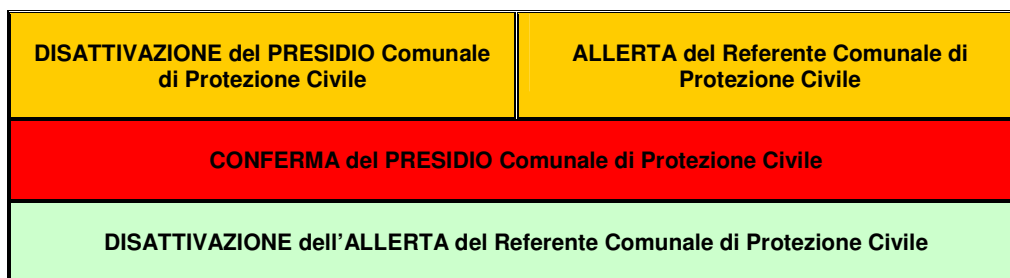 DISATTIVAZIONE del PRESIDIO Comunale
di Protezione Civile
ALLERTA del Referente Comunale di
Protezione Civile
CONFERMA del PRESIDIO Comunale di Protezione Civile
DISATTIVAZIONE dell’ALLERTA del Referente Comunale di Protezione Civile